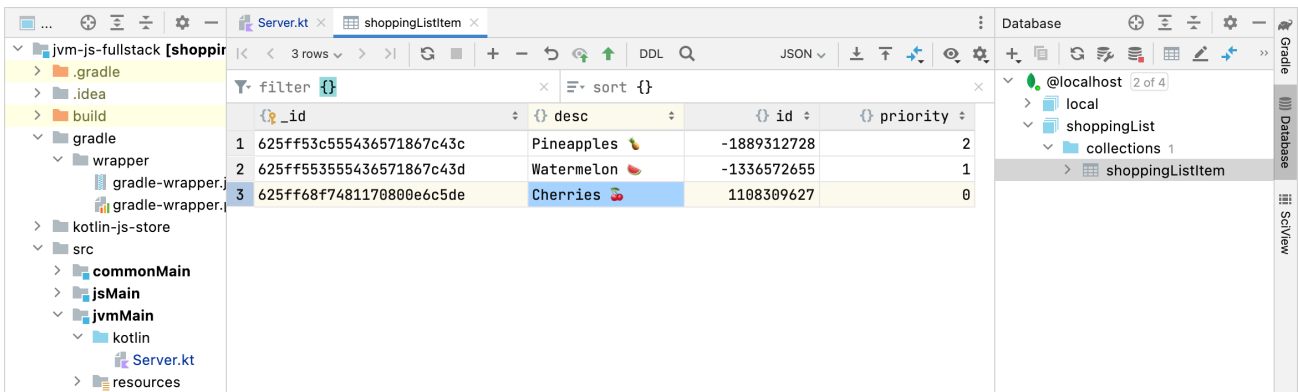 ...
Server.kt
shoppingListItem
Database
jvm-js-fullstack [shoppir
3 rows
DDL
JSON
.gradle
filter {}
sort {}
@localhost 2 of 4
.idea
local
build
_id
desc
id
priority
shoppingList
gradle
1 625ff53c555436571867c43c Pineapples 🍍 -1889312728 2
collections 1
wrapper
2 625ff553555436571867c43d Watermelon 🍉 -1336572655 1
shoppingListItem
gradle-wrapper.j
3 625ff68f7481170800e6c5de Cherries 🍒 1108309627 0
gradle-wrapper.p
kotlin-js-store
src
commonMain
jsMain
jvmMain
kotlin
Server.kt
resources
Gradle
Database
SciView